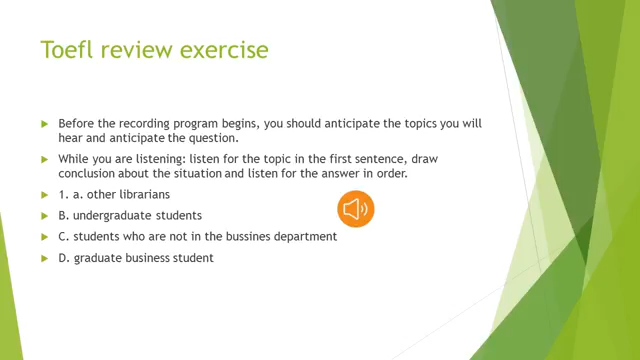 Toefl review exercise
Before the recording program begins, you should anticipate the topics you will
hear and anticipate the question.
While you are listening: listen for the topic in the first sentence, draw
conclusion about the situation and listen for the answer in order.
1. a. other librarians
B. undergraduate students
C. students who are not in the bussines department
D. graduate business student